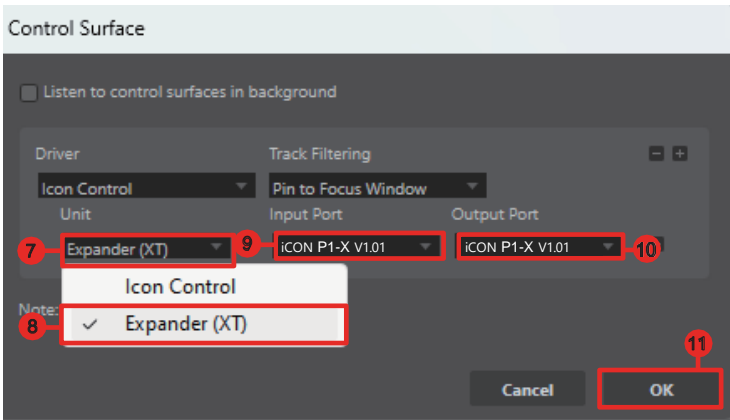 Control Surface
Listen to control surfaces in background
Driver Track Filtering
Icon Control Pin to Focus Window
Unit Input Port Output Port
7 Expander (XT) 9 iCON P1-X V1.01 iCON P1-X V1.01 10
Icon Control
Note:
8 Expander (XT)
11
Cancel OK